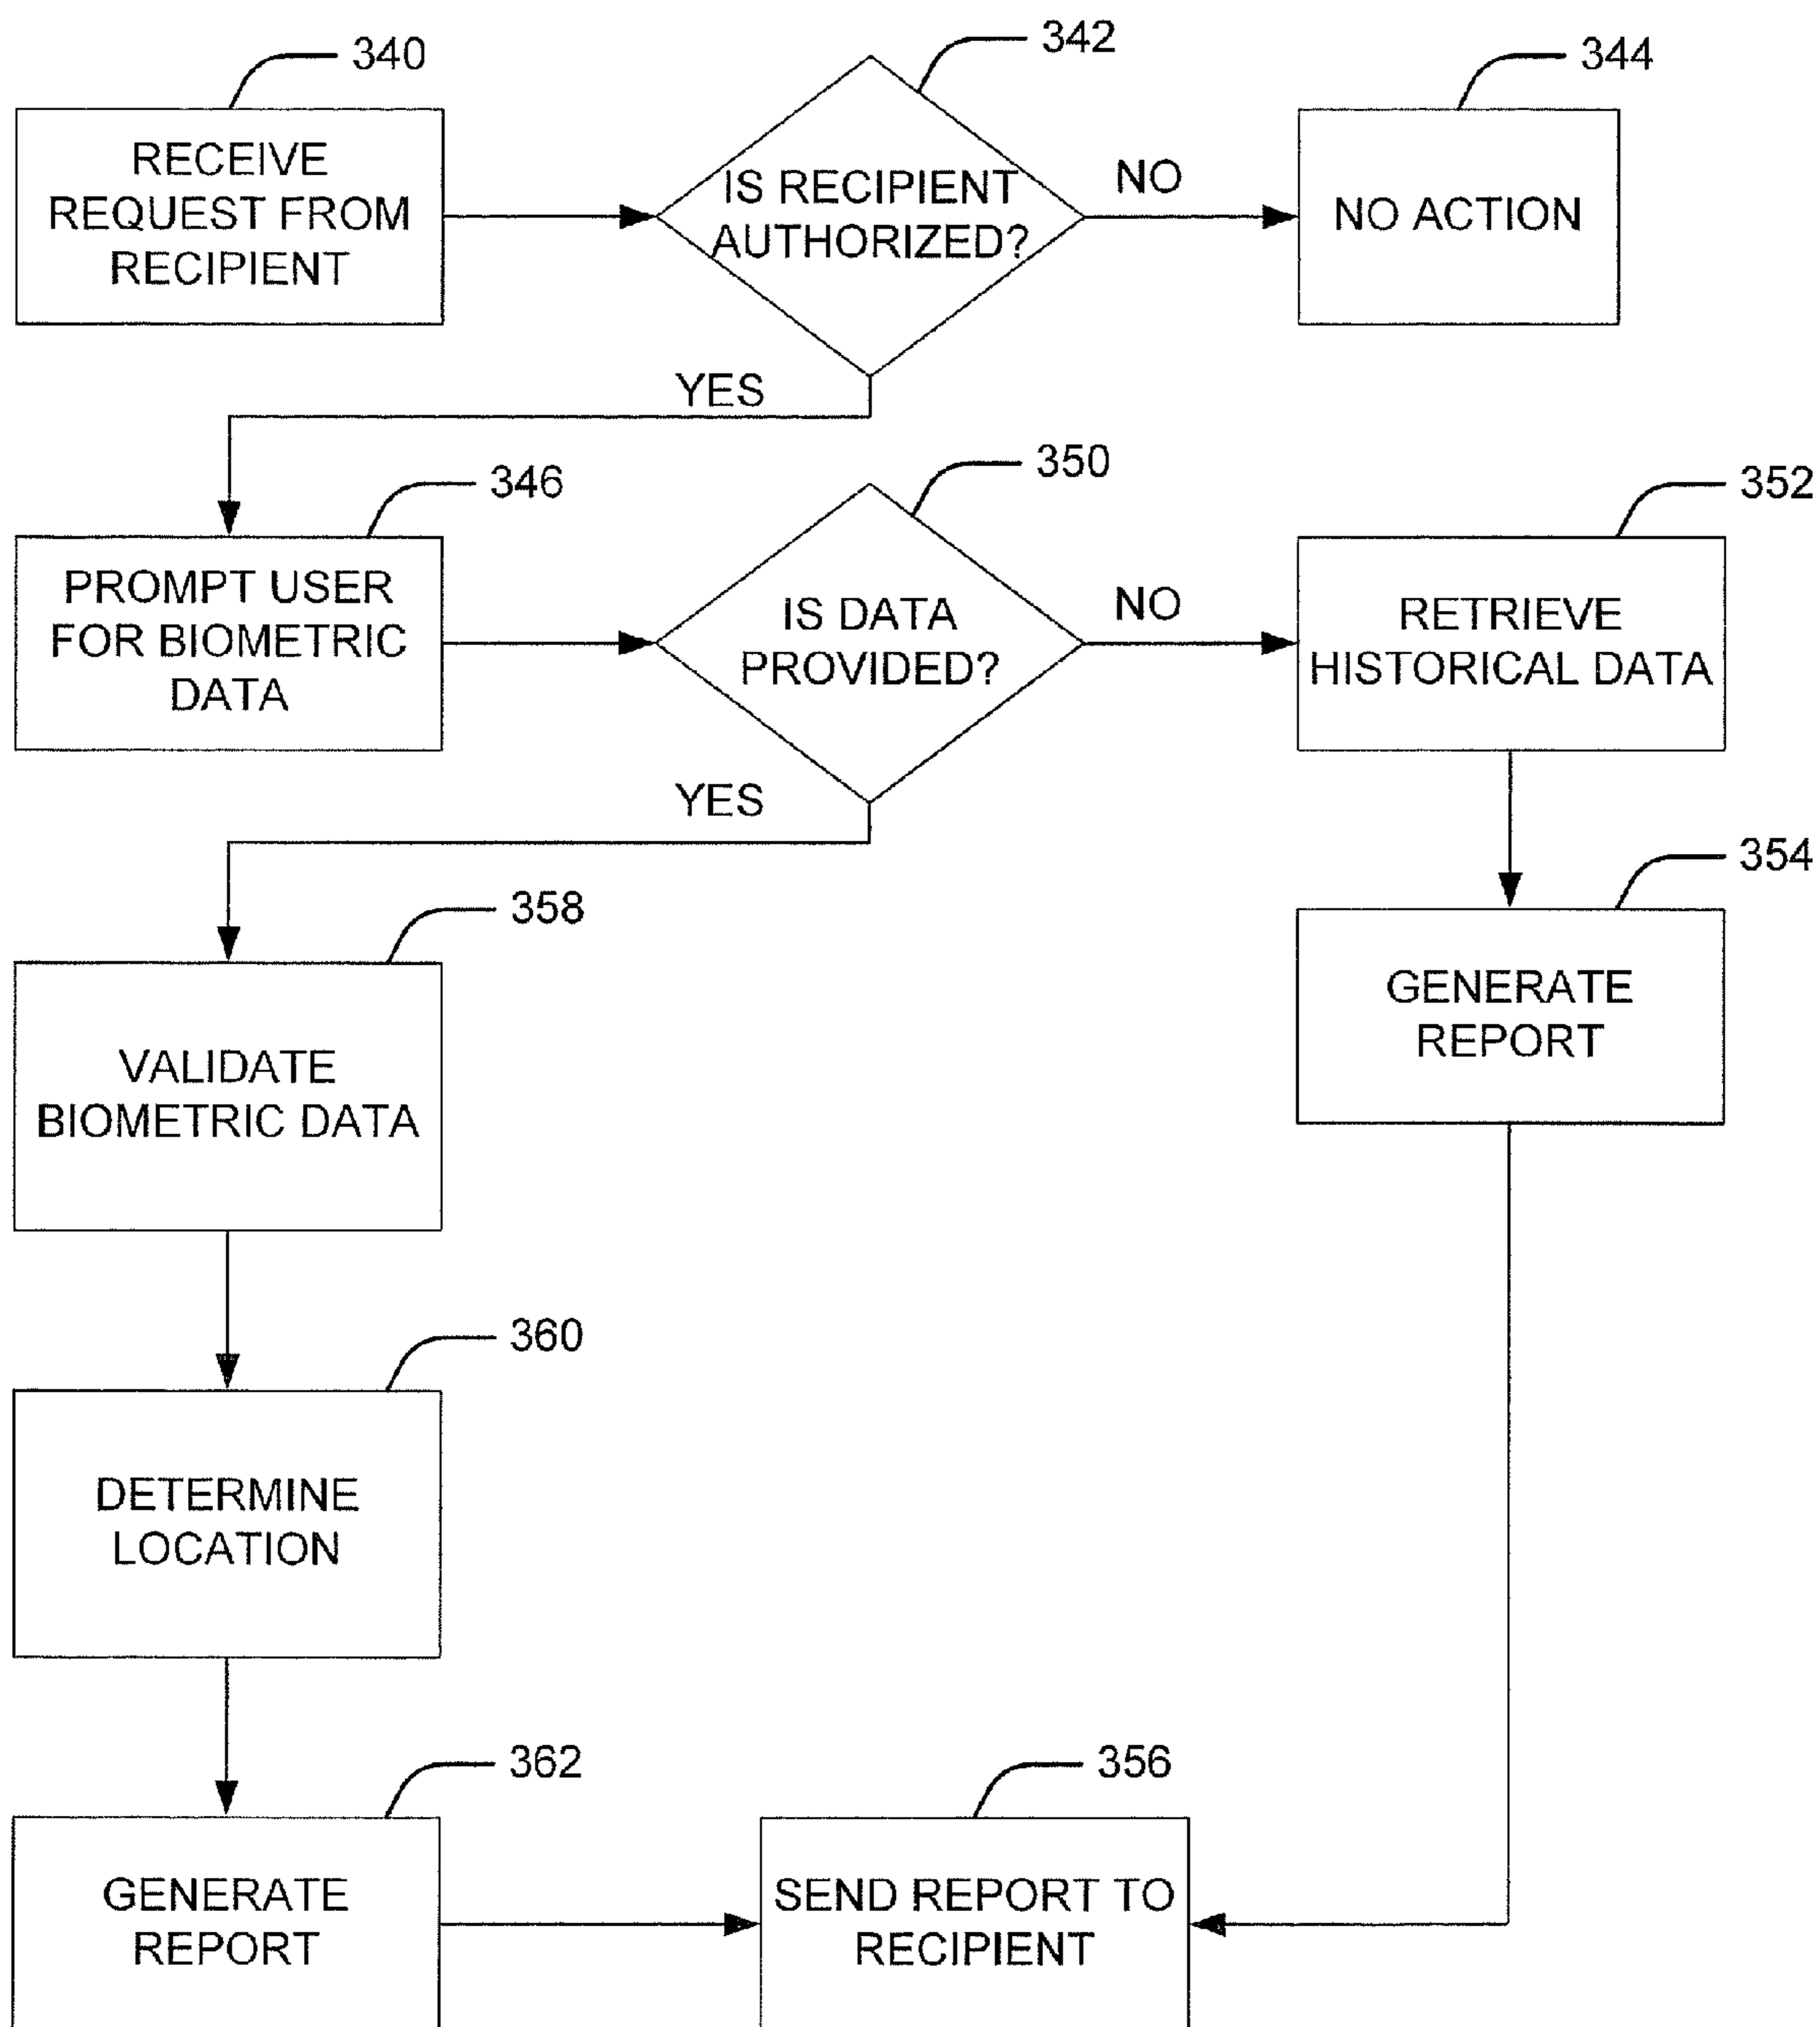 340
342
344
RECEIVE
REQUEST FROM
RECIPIENT
IS RECIPIENT
AUTHORIZED?
NO
NO ACTION
YES
346
350
352
PROMPT USER
FOR BIOMETRIC
DATA
IS DATA
PROVIDED?
NO
RETRIEVE
HISTORICAL DATA
YES
354
358
GENERATE
REPORT
VALIDATE
BIOMETRIC DATA
360
DETERMINE
LOCATION
362
356
GENERATE
REPORT
SEND REPORT TO
RECIPIENT